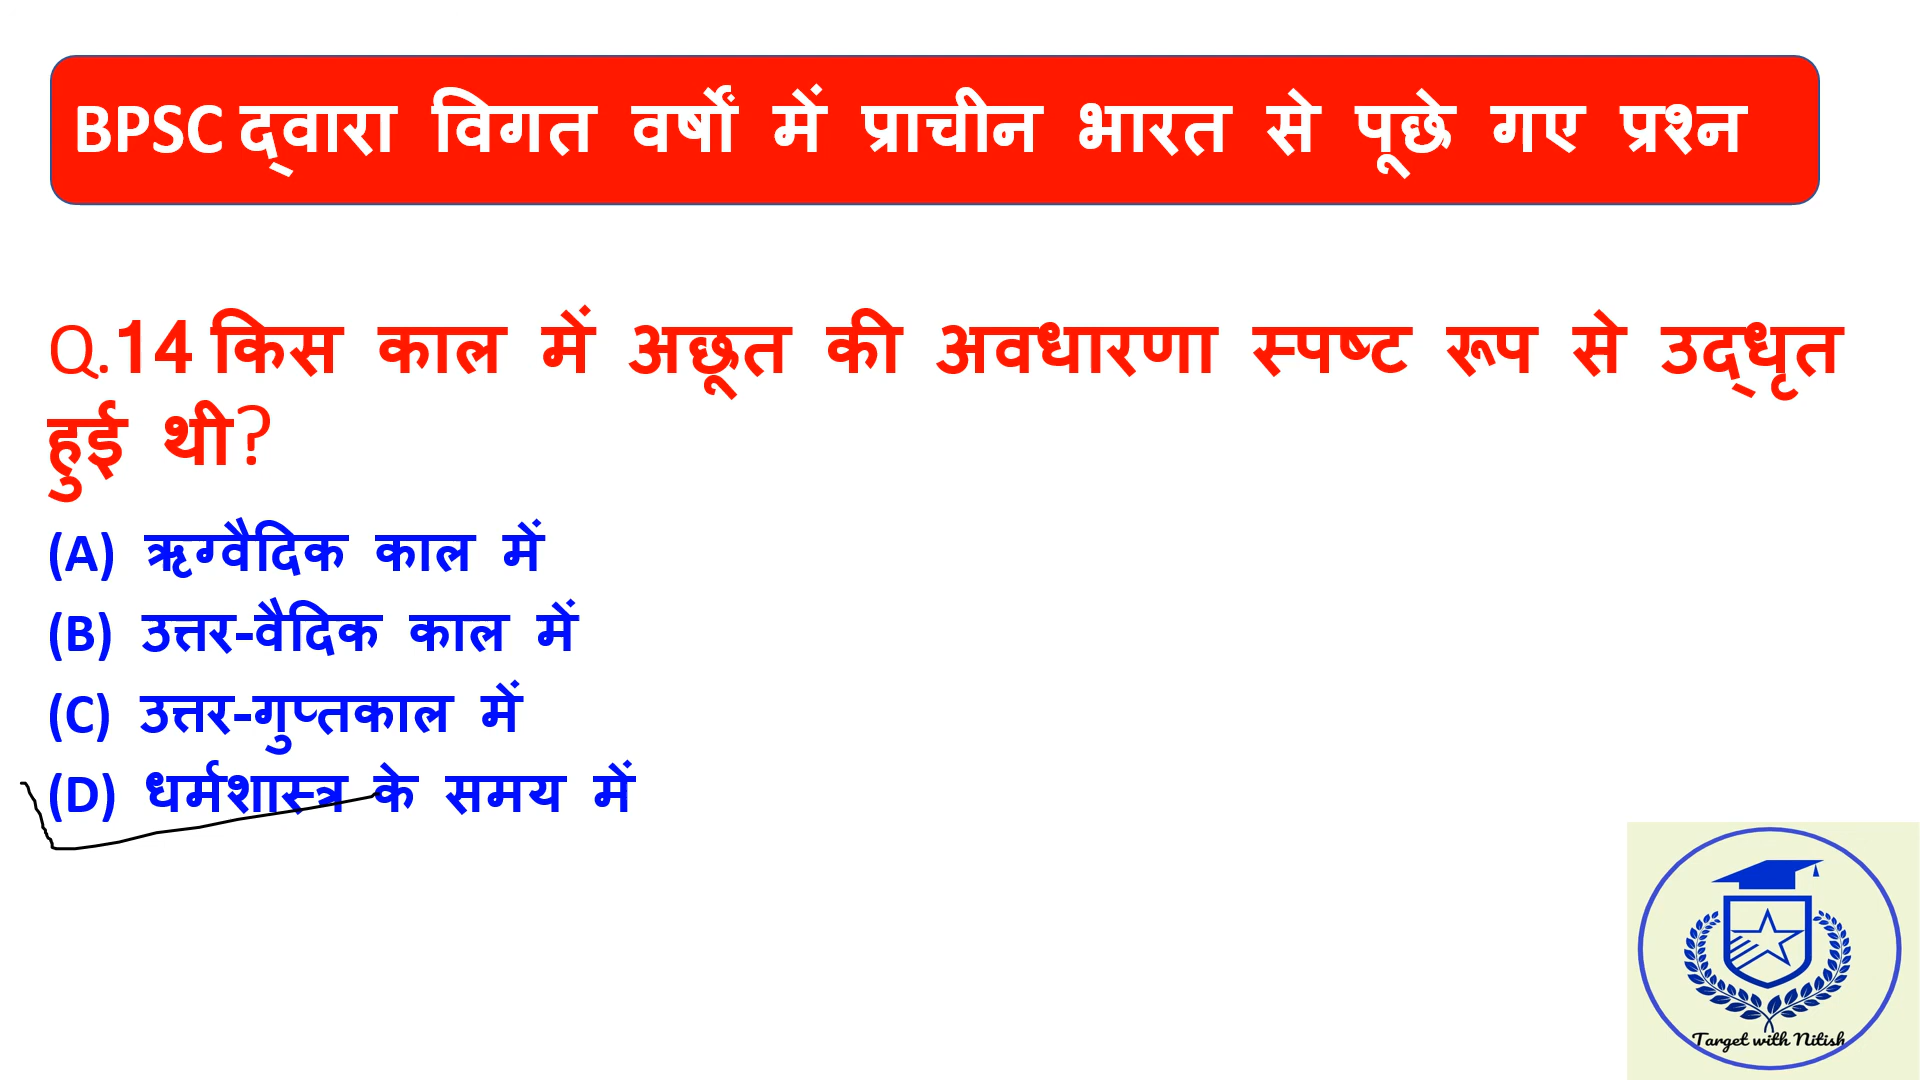 BPSC द्वारा विगत वर्षों में प्राचीन भारत से पूछे गए प्रश्न
Q.14 किस काल में अछूत की अवधारणा स्पष्ट रूप से उद्धृत
हुई थी?
(A) ऋग्वैदिक काल में
(B) उत्तर-वैदिक काल में
(C) उत्तर-गुप्तकाल में
(D) धर्मशास्त्र के समय में
Target with Nitish